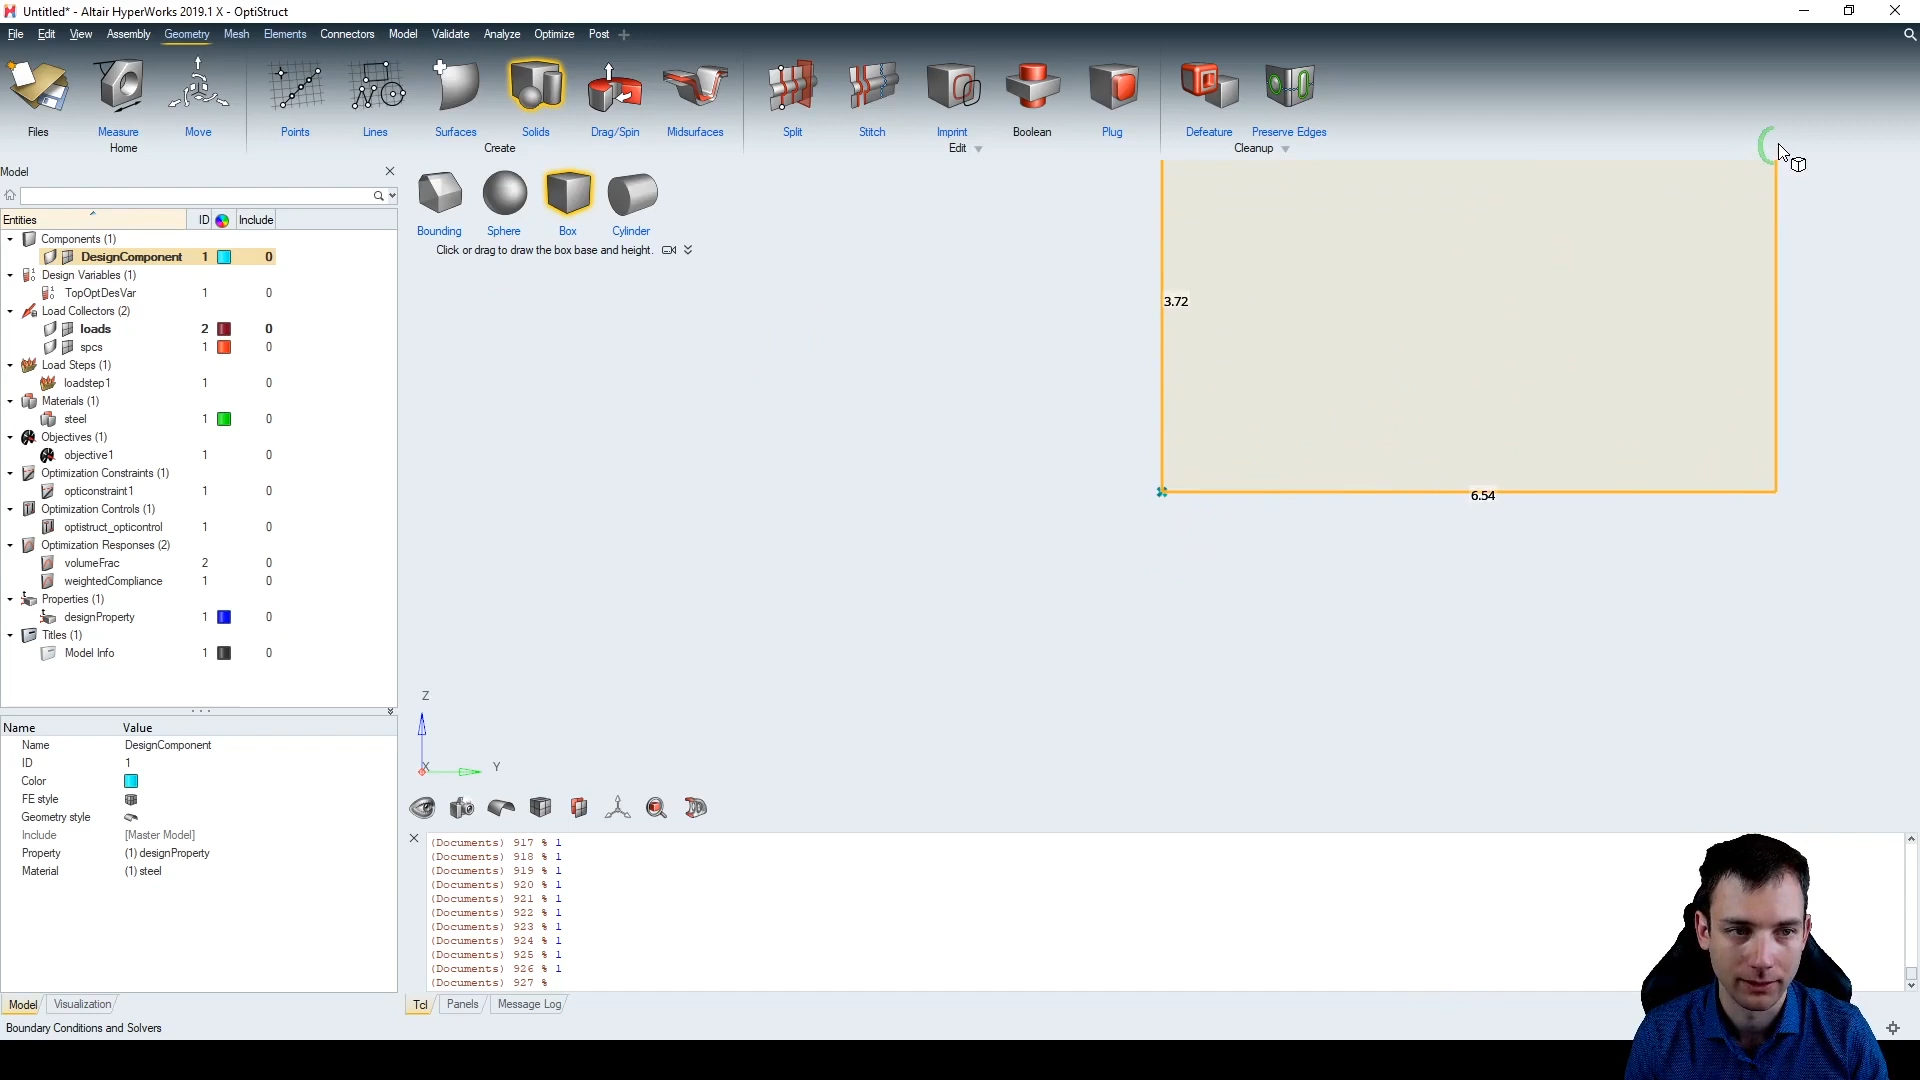 Untitled* - Altair HyperWorks 2019.1 X - OptiStruct
File Edit View Assembly Geometry Mesh Elements Connectors Model Validate Analyze Optimize Post
Files Measure Move Points Lines Surfaces Solids Drag/Spin Midsurfaces Split Stitch Imprint Boolean Plug Defeature Preserve Edges
Home Create Edit Cleanup
Model
Entities ID Include
Components (1)
DesignComponent 1 0
Design Variables (1)
TopOptDesVar 1 0
Load Collectors (2)
loads 2 0
spcs 1 0
Load Steps (1)
loadstep1 1 0
Materials (1)
steel 1 0
Objectives (1)
objective1 1 0
Optimization Constraints (1)
opticonstraint1 1 0
Optimization Controls (1)
optistruct_opticontrol 1 0
Optimization Responses (2)
volumeFrac 2 0
weightedCompliance 1 0
Properties (1)
designProperty 1 0
Titles (1)
Model Info 1 0
Name Value
Name DesignComponent
ID 1
Color
FE style
Geometry style
Include [Master Model]
Property (1) designProperty
Material (1) steel
Model Visualization
Boundary Conditions and Solvers
Bounding Sphere Box Cylinder
Click or drag to draw the box base and height.
3.72
6.54
Z
X Y
(Documents) 917 % 1
(Documents) 918 % 1
(Documents) 919 % 1
(Documents) 920 % 1
(Documents) 921 % 1
(Documents) 922 % 1
(Documents) 923 % 1
(Documents) 924 % 1
(Documents) 925 % 1
(Documents) 926 % 1
(Documents) 927 %
Tcl Panels Message Log